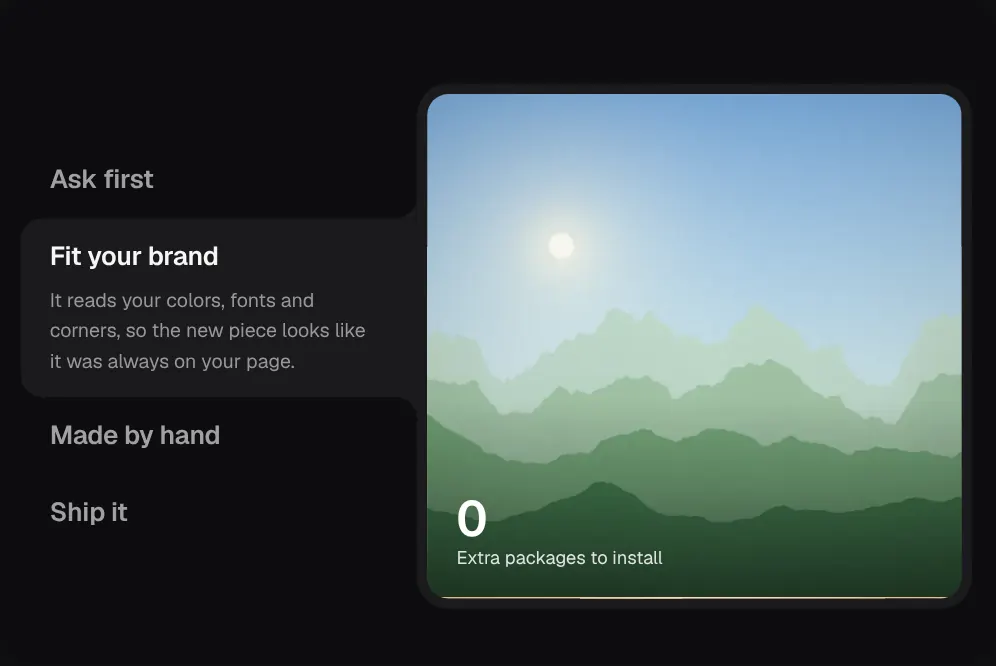 Ask first
Fit your brand
It reads your colors, fonts and
corners, so the new piece looks like
it was always on your page.
Made by hand
Ship it
0
Extra packages to install